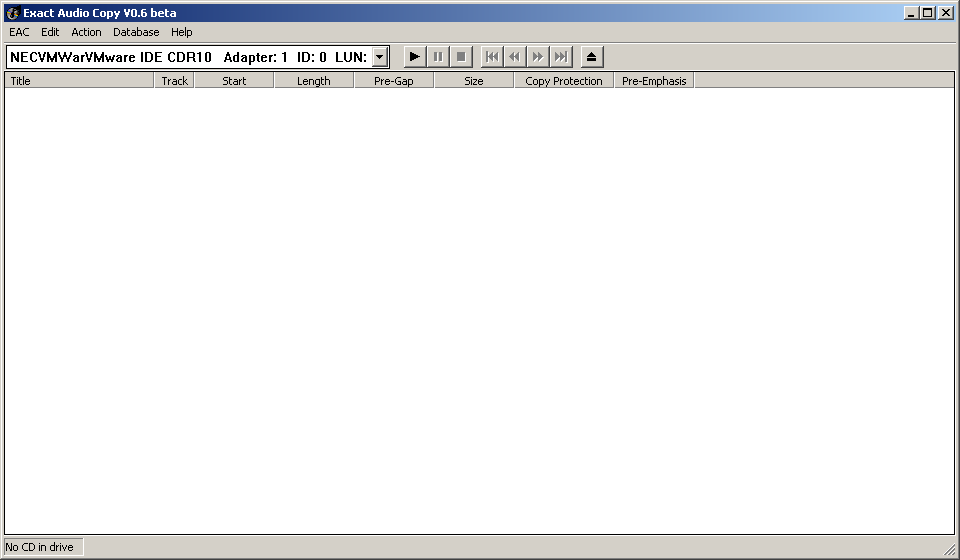 Exact Audio Copy V0.6 beta
EAC Edit Action Database Help
NECVMWarVMware IDE CDR10 Adapter: 1 ID: 0 LUN:
Title Track Start Length Pre-Gap Size Copy Protection Pre-Emphasis
No CD in drive